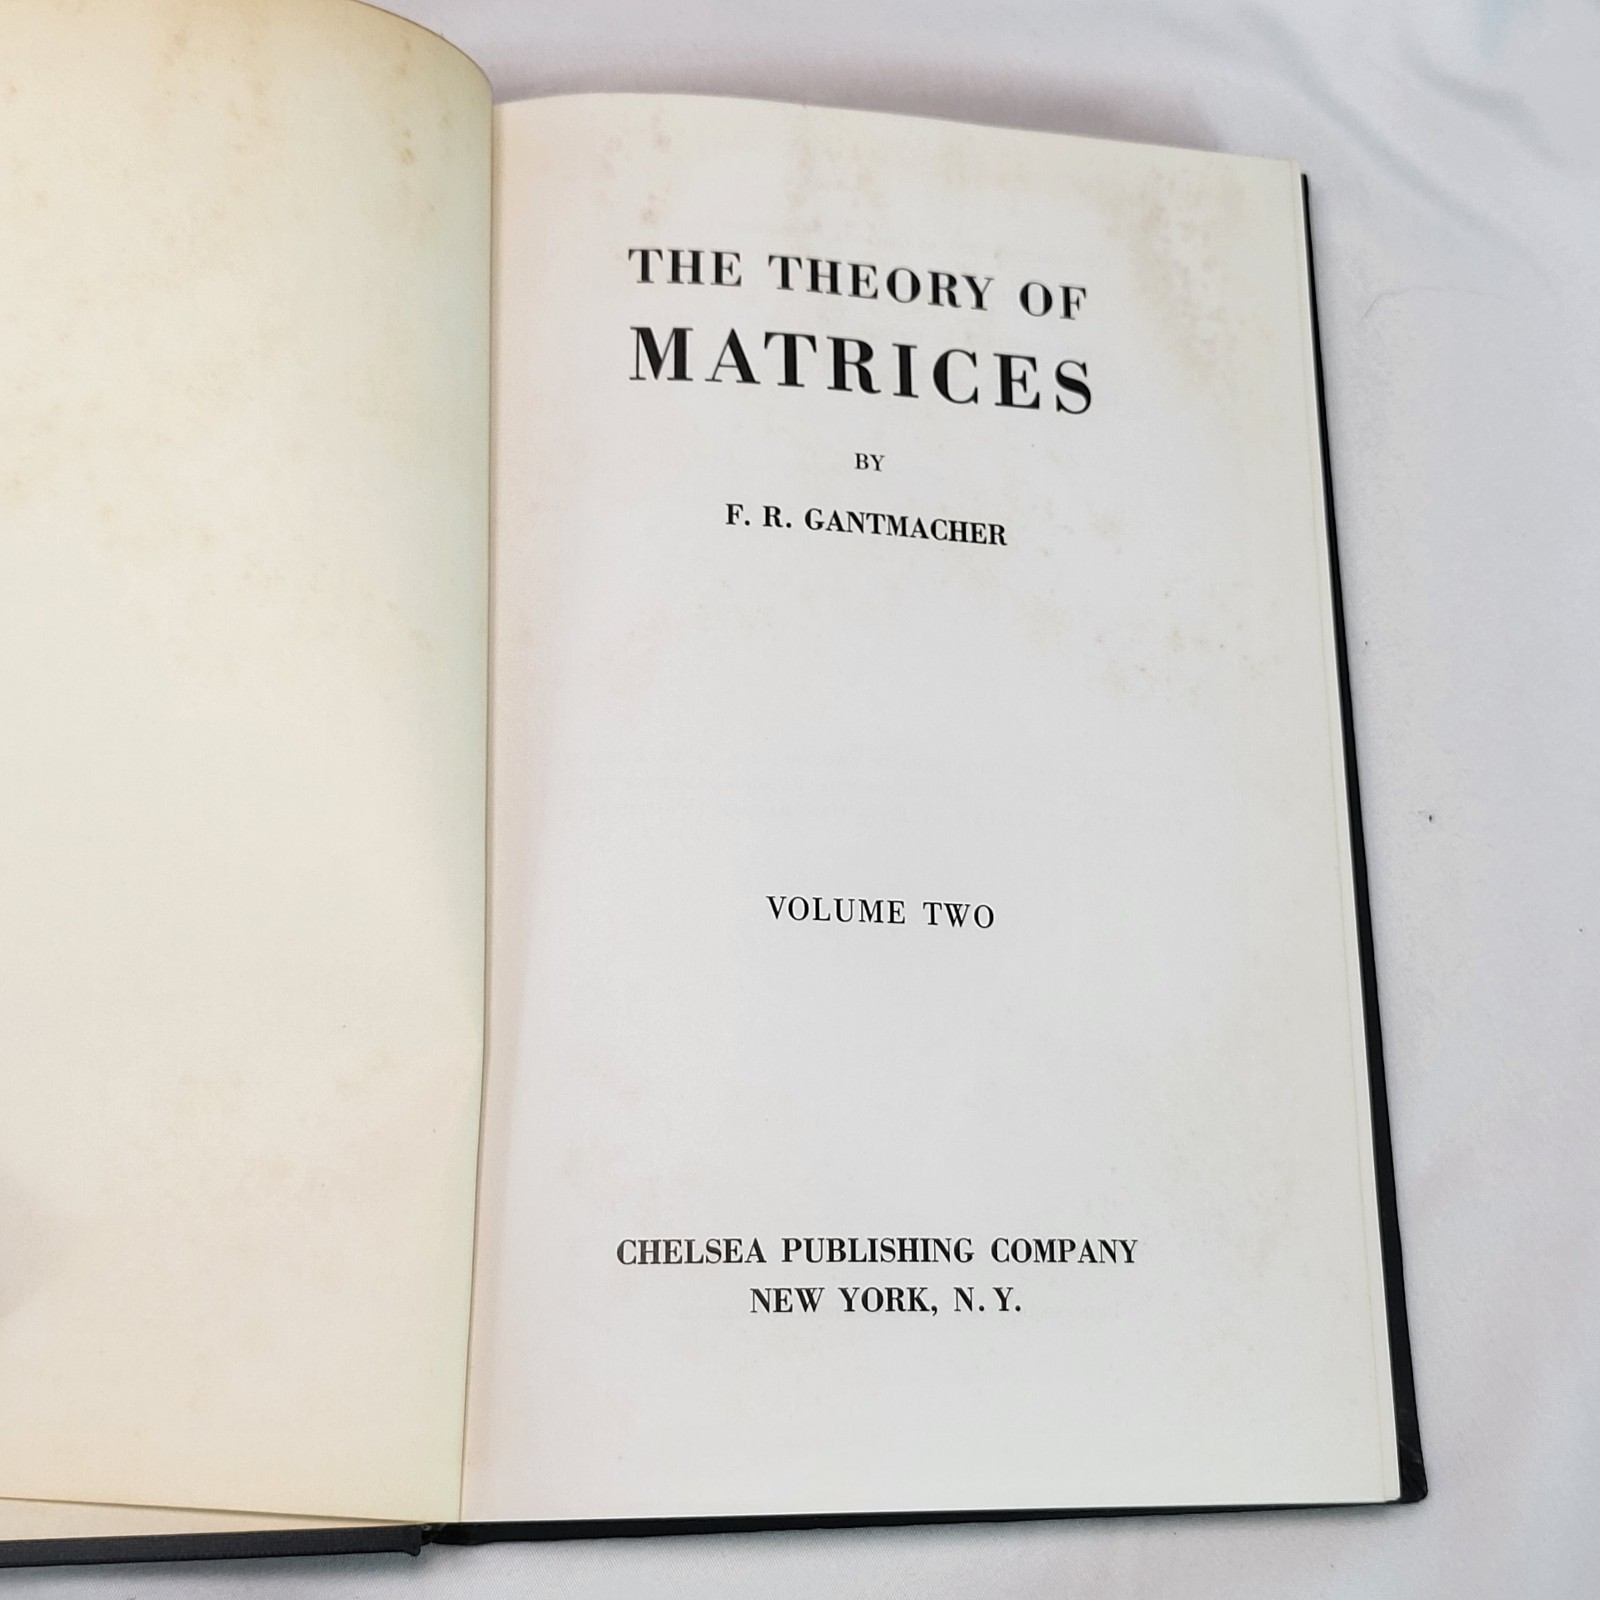 THE THEORY OF
MATRICES
BY
F. R. GANTMACHER
VOLUME TWO
CHELSEA PUBLISHING COMPANY
NEW YORK, N. Y.